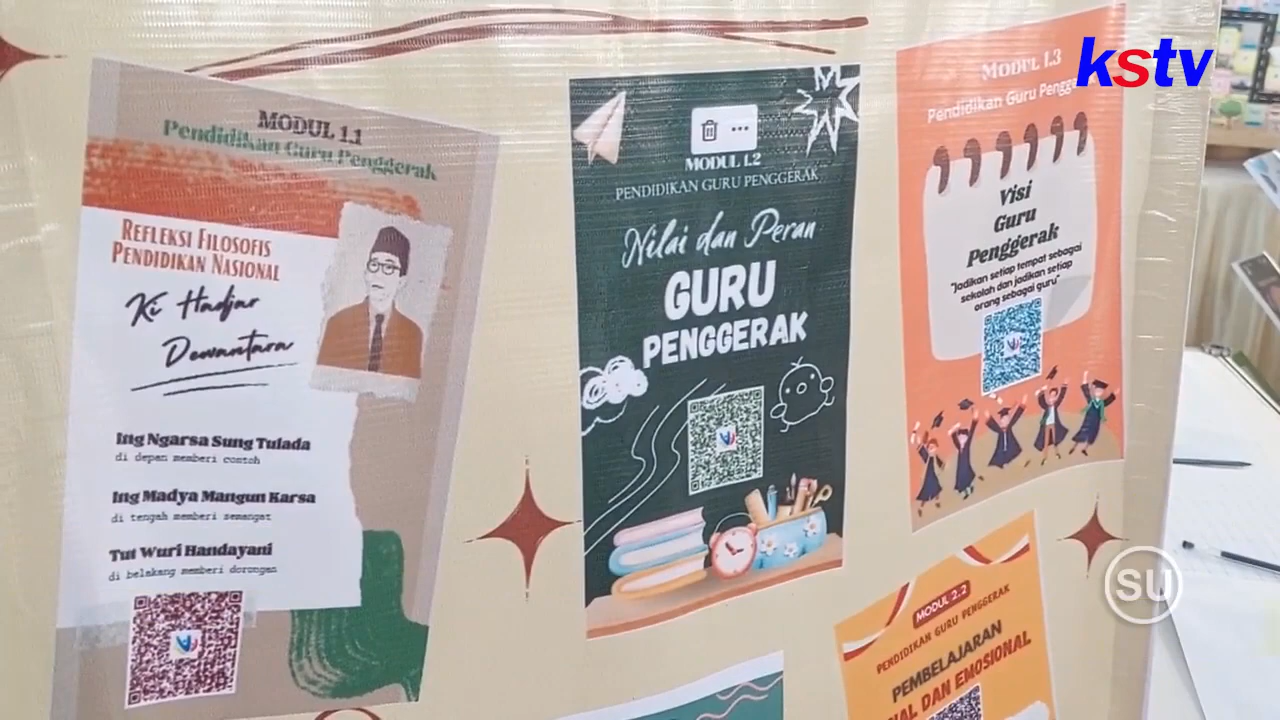 kstv
MODUL 1.1
Pendidikan Guru Penggerak
REFLEKSI FILOSOFIS
PENDIDIKAN NASIONAL
Ki Hadjar
Dewantara
Ing Ngarsa Sung Tulada
di depan memberi contoh
Ing Madya Mangun Karsa
di tengah memberi semangat
Tut Wuri Handayani
di belakang memberi dorongan
MODUL 1.2
PENDIDIKAN GURU PENGGERAK
Nilai dan Peran
GURU
PENGGERAK
MODUL 1.3
Pendidikan Guru
Visi
Guru
Penggerak
"Jadikan setiap tempat sebagai
sekolah dan jadikan setiap
orang sebagai guru"
MODUL 2.2
PENDIDIKAN GURU PENGGERAK
PEMBELAJARAN
DAN EMOSIONAL
SU